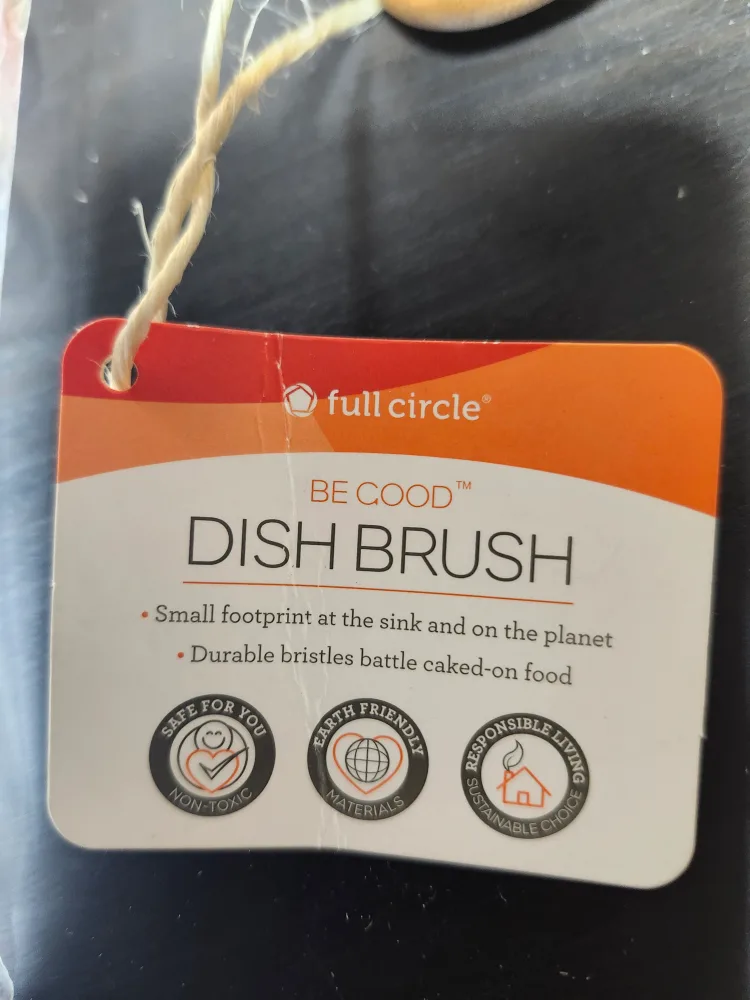 full circle®
BE GOOD™
DISH BRUSH
• Small footprint at the sink and on the planet
• Durable bristles battle caked-on food
SAFE FOR YOU
NON-TOXIC
EARTH FRIENDLY
MATERIALS
RESPONSIBLE LIVING
SUSTAINABLE CHOICE